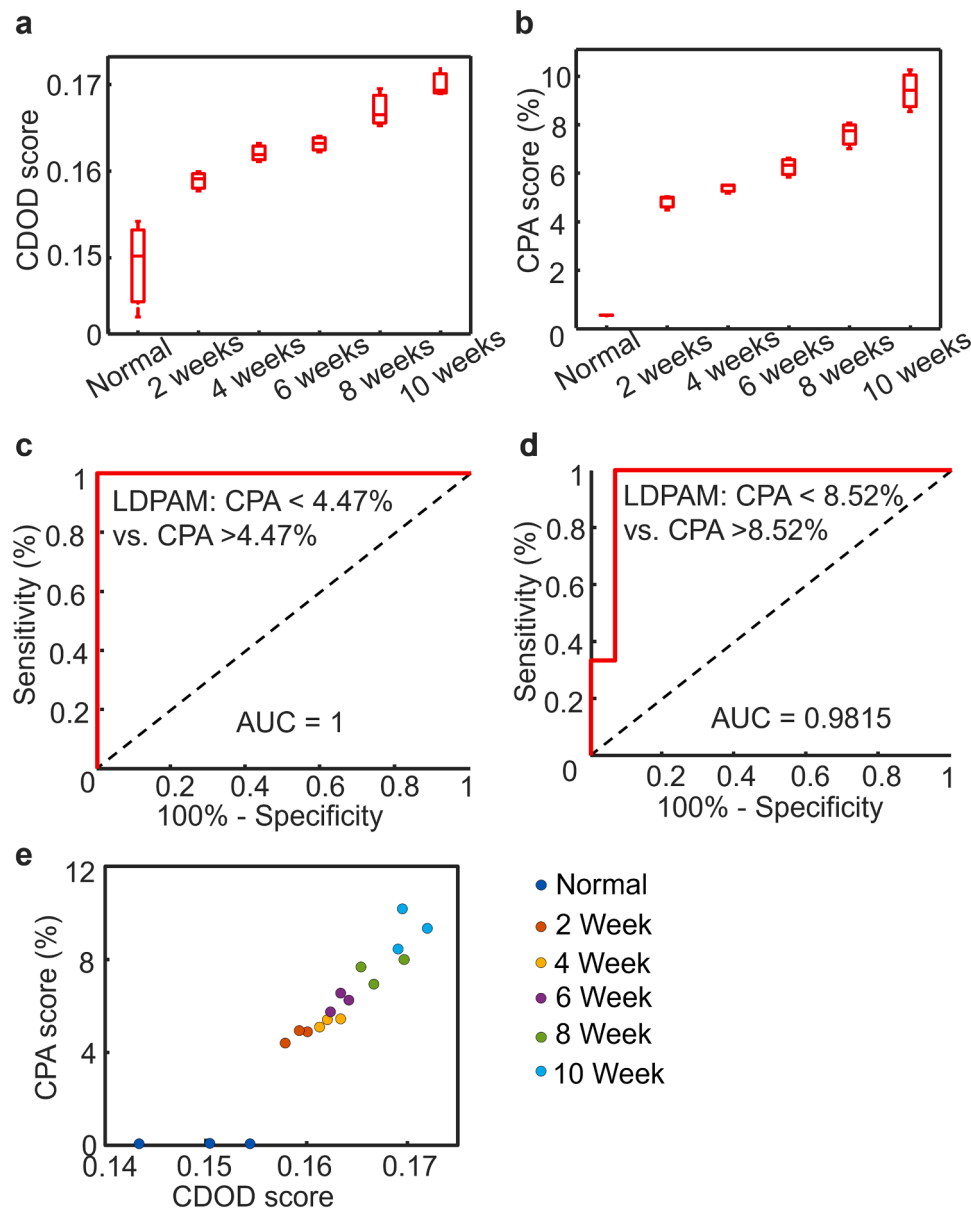 a
CDOD score
0.17
0.16
0.15
0
Normal
2 weeks
4 weeks
6 weeks
8 weeks
10 weeks
b
CPA score (%)
10
8
6
4
2
0
Normal
2 weeks
4 weeks
6 weeks
8 weeks
10 weeks
c
Sensitivity (%)
1
0.8
0.6
0.4
0.2
0
LDPAM: CPA < 4.47%
vs. CPA >4.47%
AUC = 1
0.2 0.4 0.6 0.8 1
100% - Specificity
d
Sensitivity (%)
1
0.8
0.6
0.4
0.2
0
LDPAM: CPA < 8.52%
vs. CPA >8.52%
AUC = 0.9815
0.2 0.4 0.6 0.8 1
100% - Specificity
e
CPA score (%)
12
8
4
0
0.14 0.15 0.16 0.17
CDOD score
Normal
2 Week
4 Week
6 Week
8 Week
10 Week